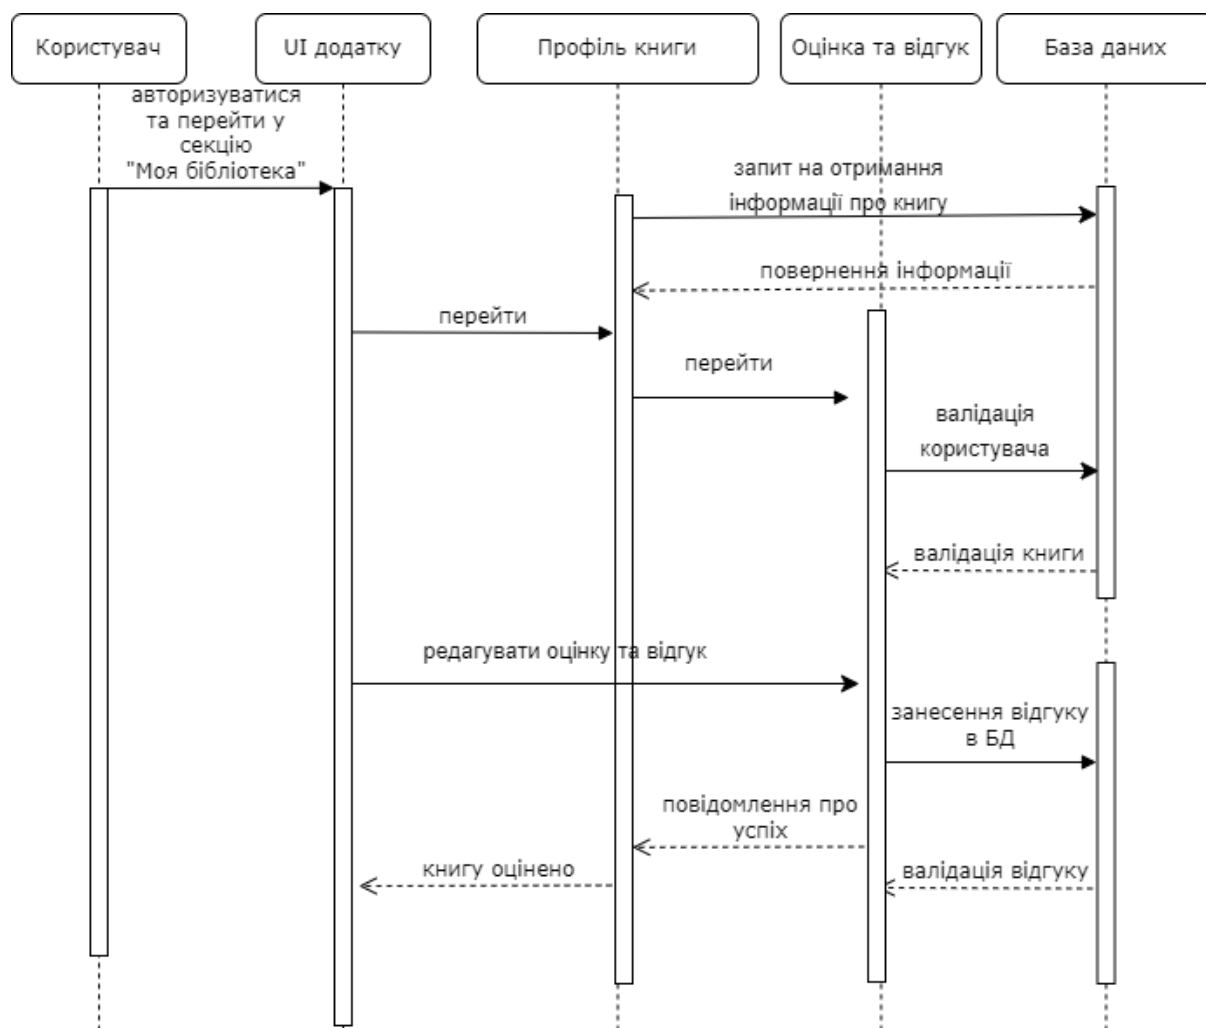 Користувач
UI додатку
Профіль книги
Оцінка та відгук
База даних
авторизуватися
та перейти у
секцію
"Моя бібліотека"
запит на отримання
інформації про книгу
повернення інформації
перейти
перейти
валідація
користувача
валідація книги
редагувати оцінку та відгук
занесення відгуку
в БД
повідомлення про
успіх
книгу оцінено
валідація відгуку